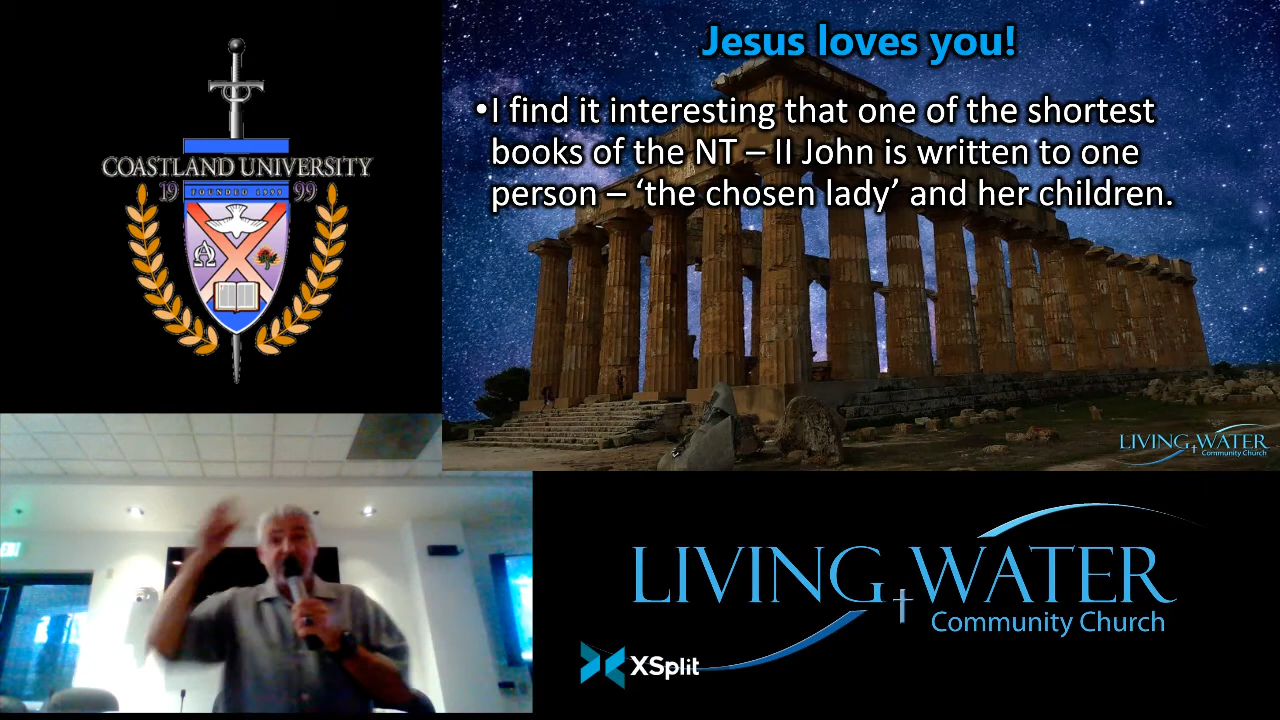 COASTLAND UNIVERSITY
19 99
FOUNDED 1999
ΑΩ
Jesus loves you!
•I find it interesting that one of the shortest
books of the NT – II John is written to one
person – ‘the chosen lady’ and her children.
LIVING WATER
Community Church
LIVING WATER
Community Church
XSplit